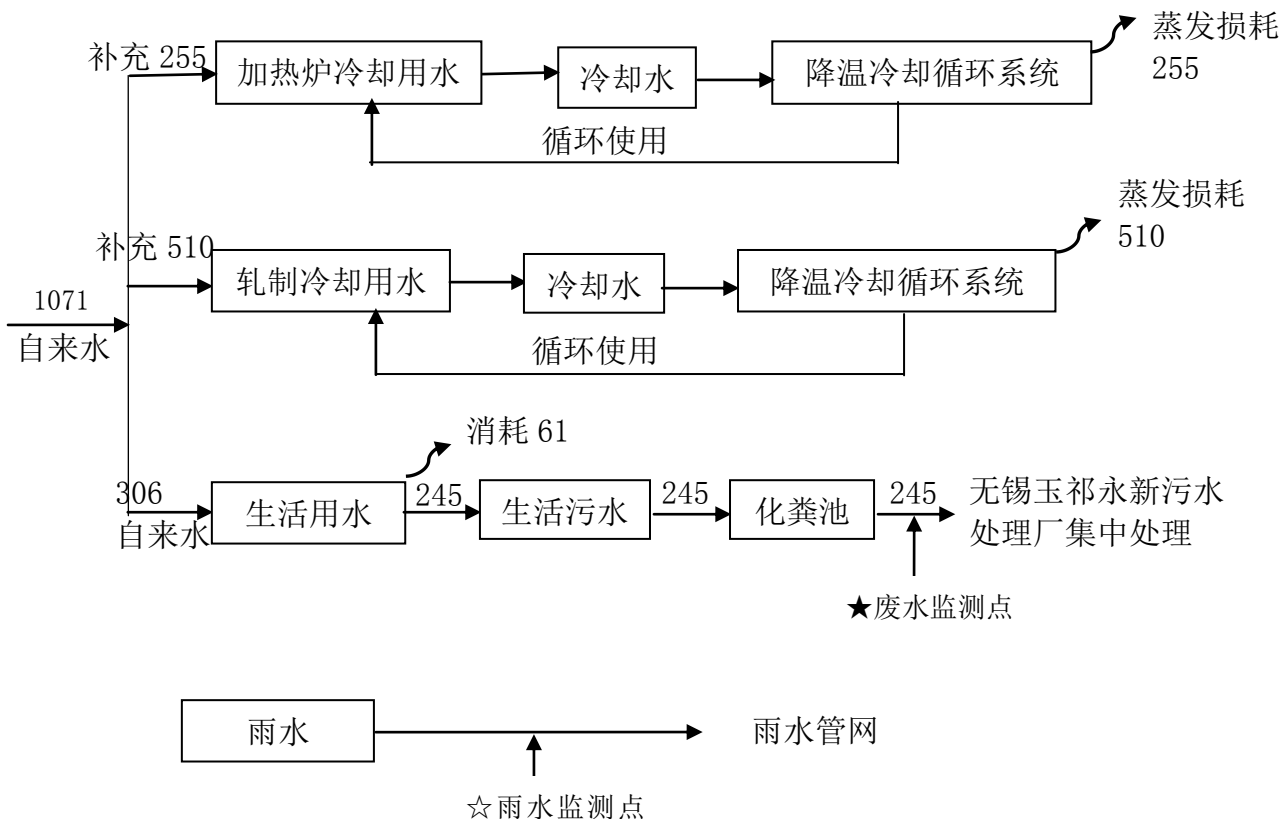 补充 255
加热炉冷却用水
冷却水
降温冷却循环系统
蒸发损耗
255
循环使用
补充 510
轧制冷却用水
冷却水
降温冷却循环系统
蒸发损耗
510
循环使用
1071
自来水
消耗 61
306
自来水
生活用水
245
生活污水
245
化粪池
245
无锡玉祁永新污水
处理厂集中处理
★废水监测点
雨水
雨水管网
☆雨水监测点